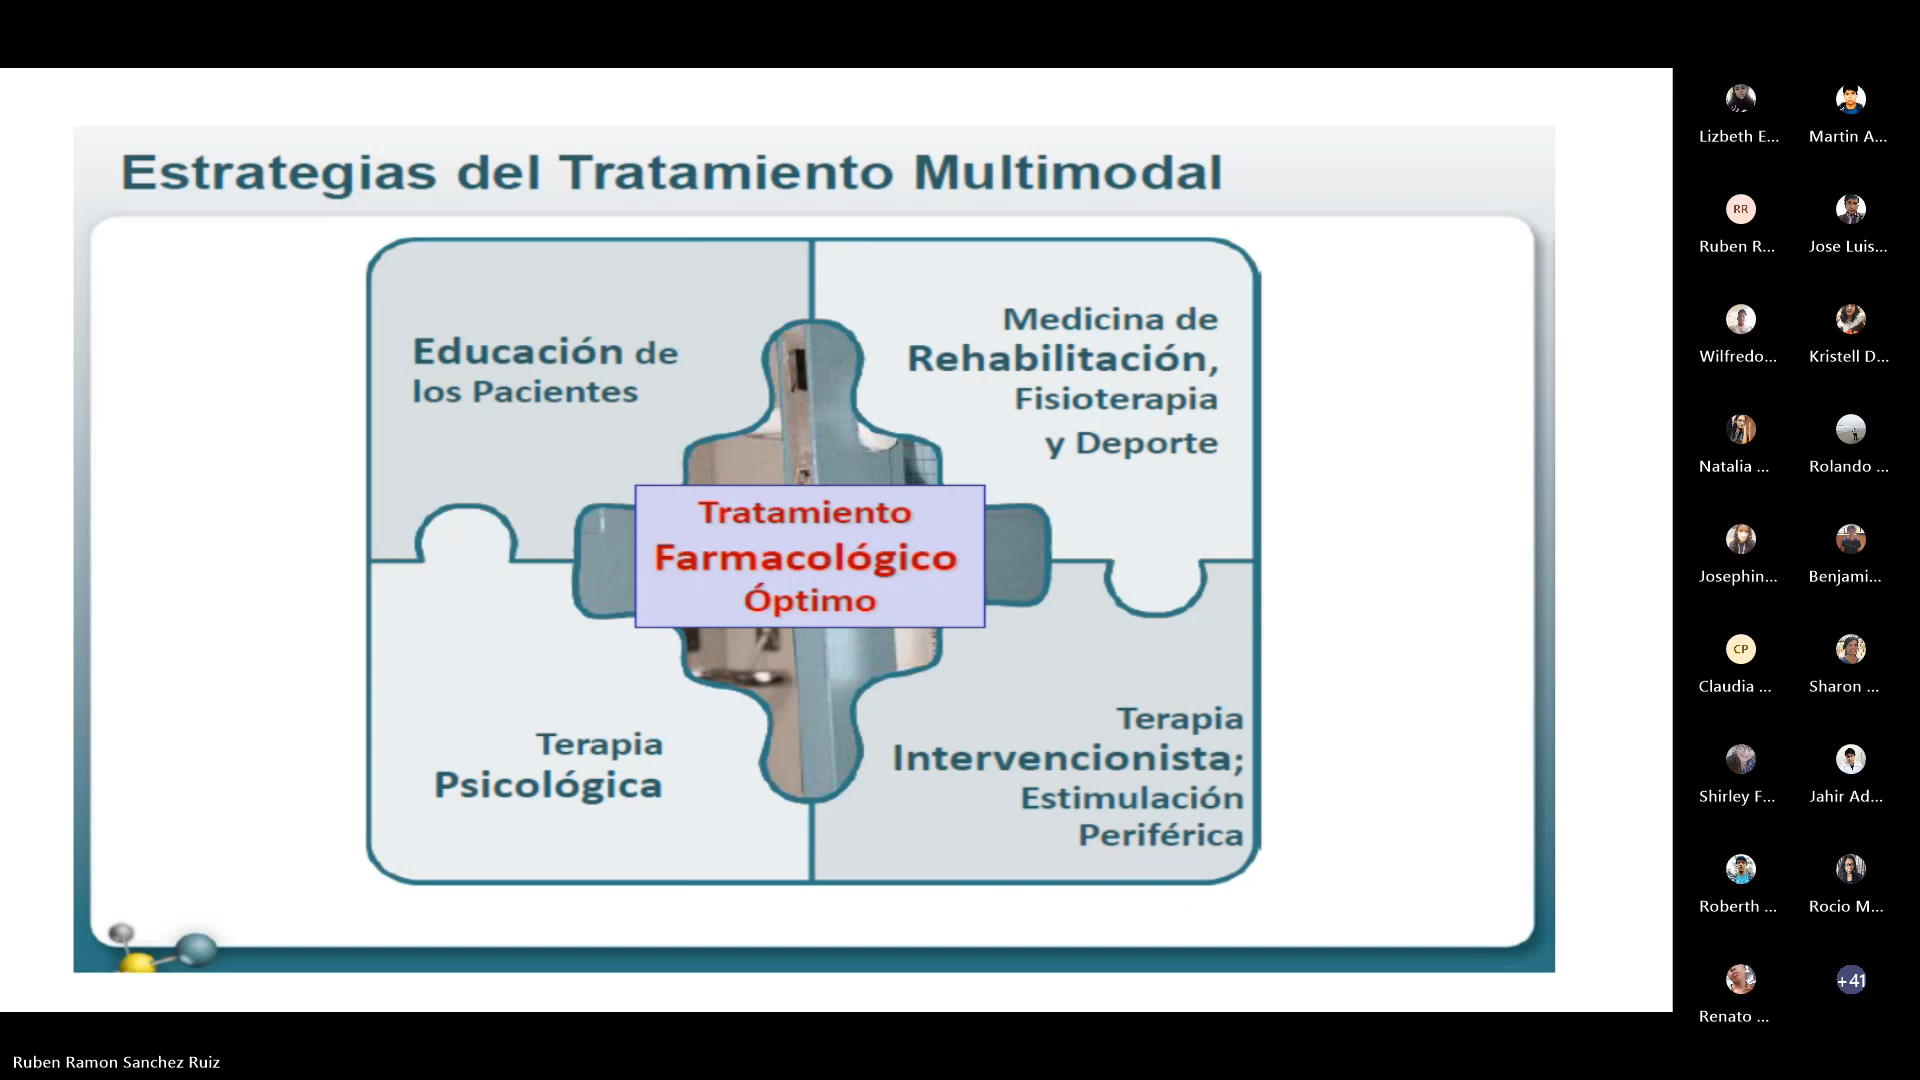 Estrategias del Tratamiento Multimodal
Educación de
los Pacientes
Medicina de
Rehabilitación,
Fisioterapia
y Deporte
Tratamiento
Farmacológico
Óptimo
Terapia
Psicológica
Terapia
Intervencionista;
Estimulación
Periférica
Lizbeth E...
Martin A...
RR
Ruben R...
Jose Luis...
Wilfredo...
Kristell D...
Natalia ...
Rolando ...
Josephin...
Benjami...
CP
Claudia ...
Sharon ...
Shirley F...
Jahir Ad...
Roberth ...
Rocio M...
Renato ...
+41
Ruben Ramon Sanchez Ruiz